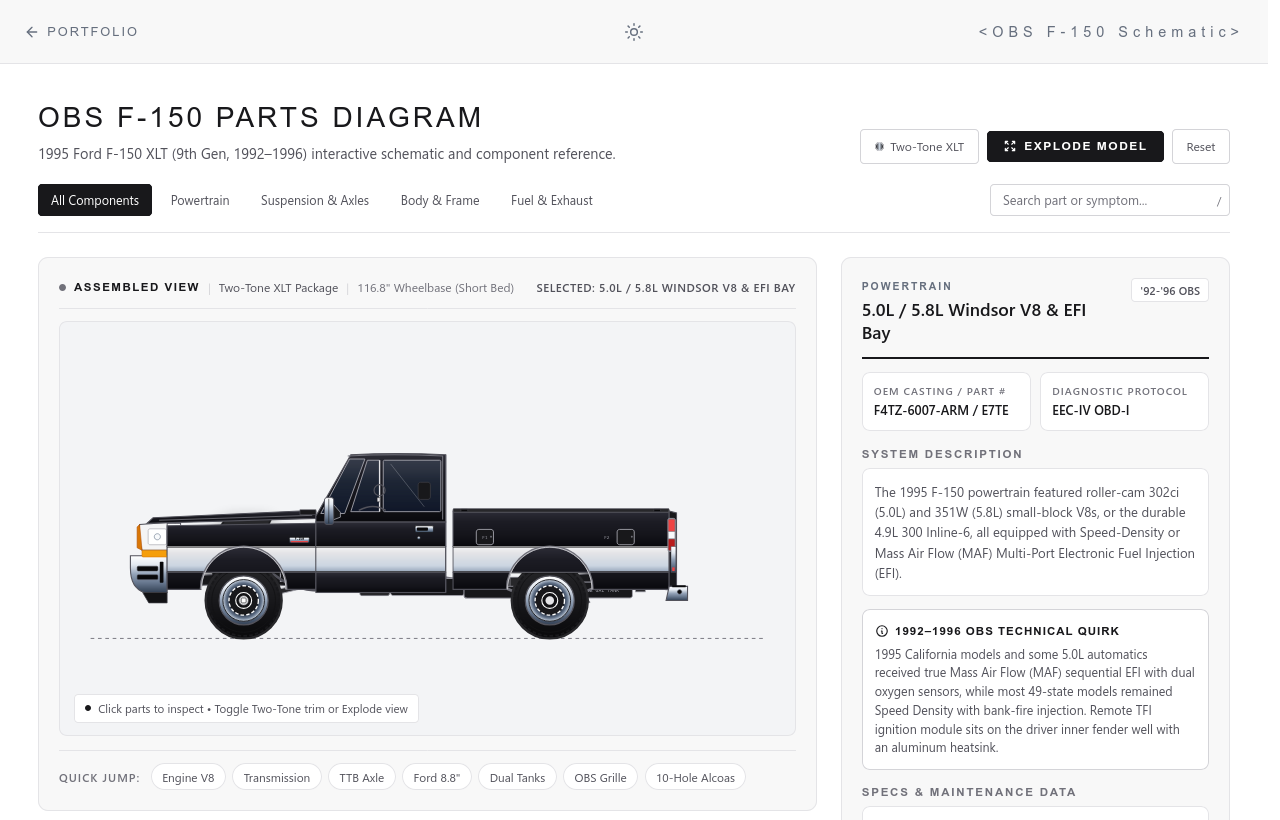 PORTFOLIO
<OBS F-150 Schematic>
OBS F-150 PARTS DIAGRAM
1995 Ford F-150 XLT (9th Gen, 1992–1996) interactive schematic and component reference.
Two-Tone XLT
EXPLODE MODEL
Reset
All Components
Powertrain
Suspension & Axles
Body & Frame
Fuel & Exhaust
Search part or symptom...
/
ASSEMBLED VIEW
Two-Tone XLT Package
116.8" Wheelbase (Short Bed)
SELECTED: 5.0L / 5.8L WINDSOR V8 & EFI BAY
Click parts to inspect • Toggle Two-Tone trim or Explode view
QUICK JUMP:
Engine V8
Transmission
TTB Axle
Ford 8.8"
Dual Tanks
OBS Grille
10-Hole Alcoas
POWERTRAIN
5.0L / 5.8L Windsor V8 & EFI
Bay
'92-'96 OBS
OEM CASTING / PART #
F4TZ-6007-ARM / E7TE
DIAGNOSTIC PROTOCOL
EEC-IV OBD-I
SYSTEM DESCRIPTION
The 1995 F-150 powertrain featured roller-cam 302ci
(5.0L) and 351W (5.8L) small-block V8s, or the durable
4.9L 300 Inline-6, all equipped with Speed-Density or
Mass Air Flow (MAF) Multi-Port Electronic Fuel Injection
(EFI).
1992–1996 OBS TECHNICAL QUIRK
1995 California models and some 5.0L automatics
received true Mass Air Flow (MAF) sequential EFI with dual
oxygen sensors, while most 49-state models remained
Speed Density with bank-fire injection. Remote TFI
ignition module sits on the driver inner fender well with
an aluminum heatsink.
SPECS & MAINTENANCE DATA